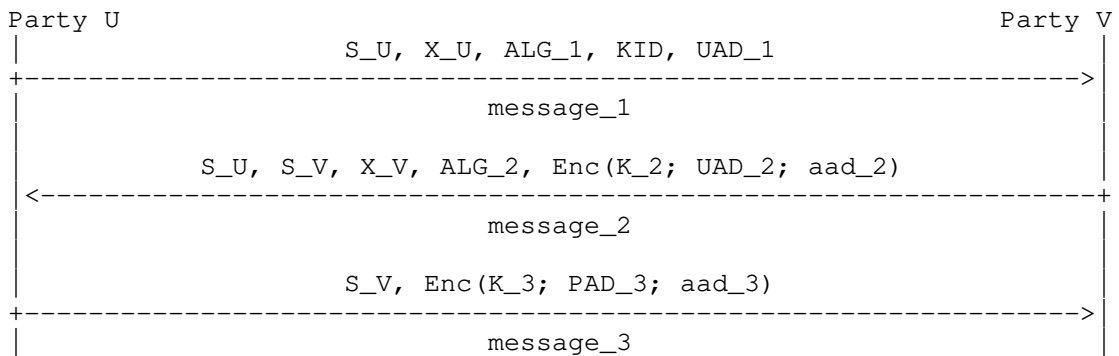 Party U Party V
S_U, X_U, ALG_1, KID, UAD_1
message_1
S_U, S_V, X_V, ALG_2, Enc(K_2; UAD_2; aad_2)
message_2
S_V, Enc(K_3; PAD_3; aad_3)
message_3